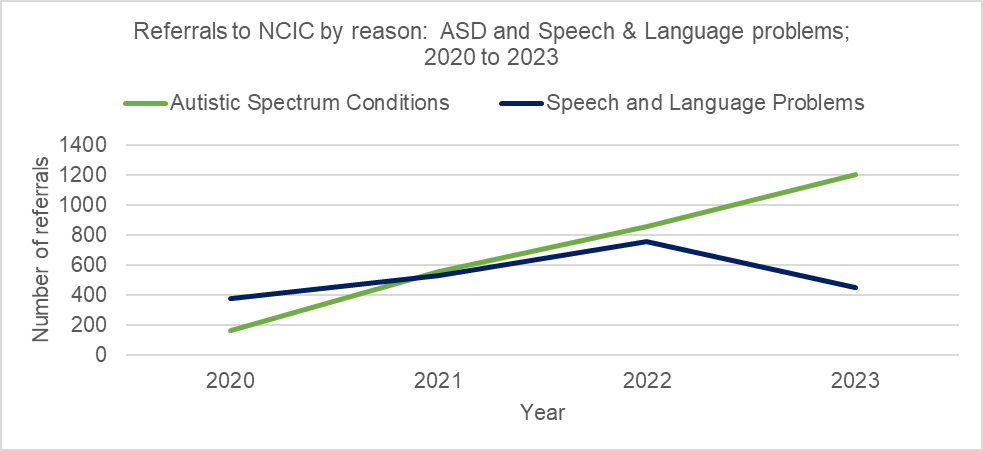 Referrals to NCIC by reason:  ASD and Speech & Language problems;
2020 to 2023
Autistic Spectrum Conditions
Speech and Language Problems
Number of referrals
1400
1200
1000
800
600
400
200
0
2020
2021
2022
2023
Year